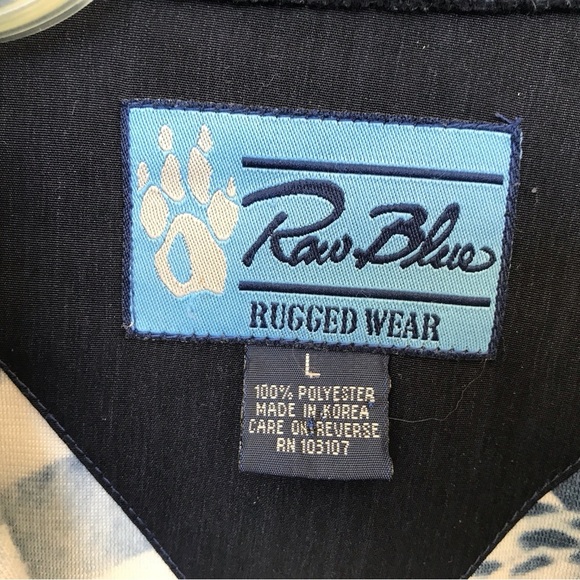 Raw Blue
RUGGED WEAR
L
100% POLYESTER
MADE IN KOREA
CARE ON REVERSE
RN 103107